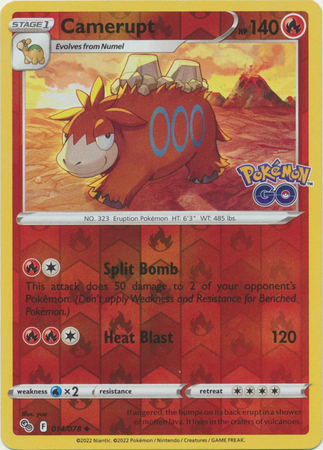 STAGE 1
Camerupt
HP 140
Evolves from Numel
Pokémon
GO
NO. 323 Eruption Pokémon HT: 6'3" WT: 485 lbs.
Split Bomb
This attack does 50 damage to 2 of your opponent's
Pokémon. (Don't apply Weakness and Resistance for Benched
Pokémon.)
Heat Blast 120
weakness ×2 resistance retreat
Illus. you
F 014/078
If angered, the humps on its back erupt in a shower
of molten lava. It lives in the craters of volcanoes.
©2022 Niantic. ©2022 Pokémon / Nintendo / Creatures / GAME FREAK.